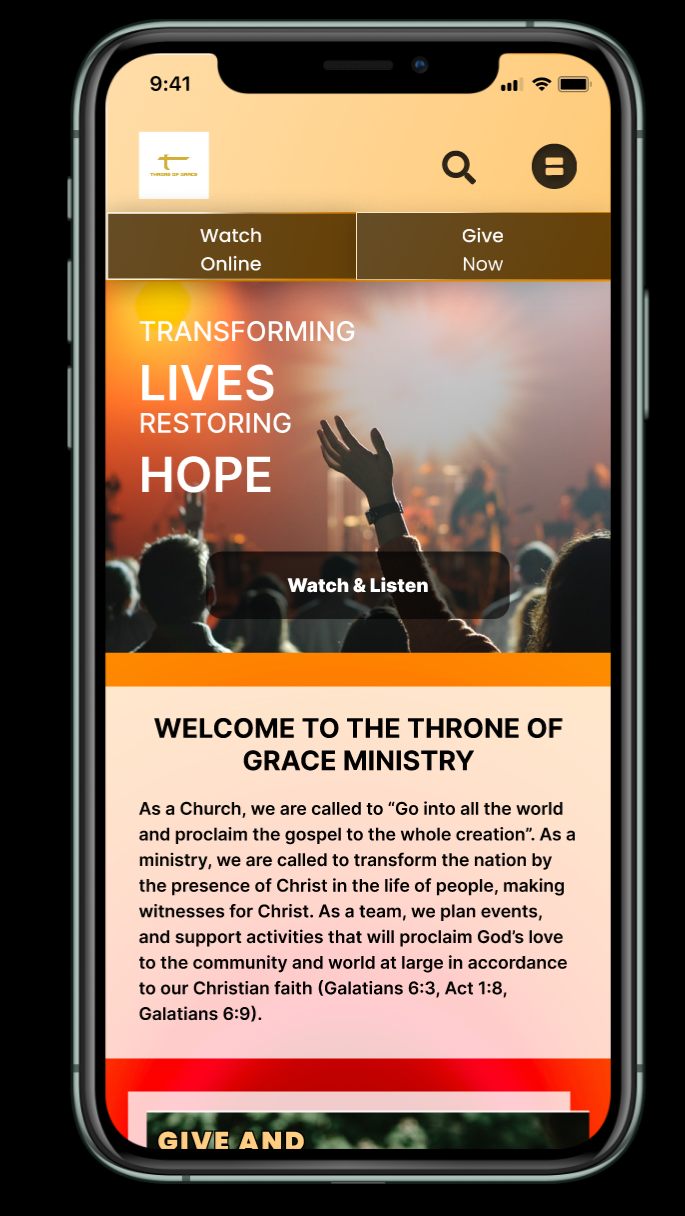 9:41
THRONE OF GRACE
Watch
Online
Give
Now
TRANSFORMING
LIVES
RESTORING
HOPE
Watch & Listen
WELCOME TO THE THRONE OF
GRACE MINISTRY
As a Church, we are called to “Go into all the world
and proclaim the gospel to the whole creation”. As a
ministry, we are called to transform the nation by
the presence of Christ in the life of people, making
witnesses for Christ. As a team, we plan events,
and support activities that will proclaim God’s love
to the community and world at large in accordance
to our Christian faith (Galatians 6:3, Act 1:8,
Galatians 6:9).
GIVE AND